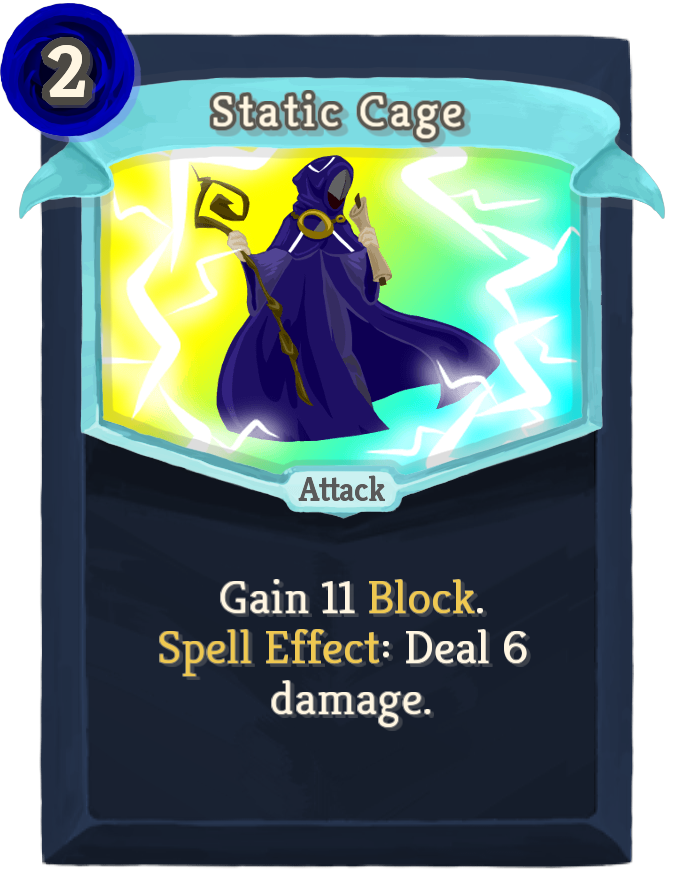 2
Static Cage
Attack
Gain 11 Block.
Spell Effect: Deal 6
damage.